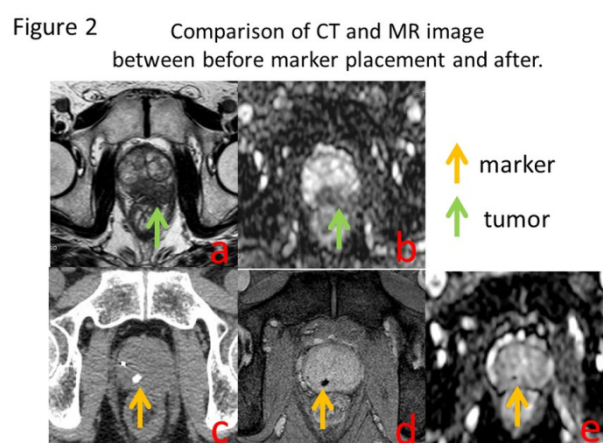 Figure 2
Comparison of CT and MR image
between before marker placement and after.
marker
tumor
a
b
c
d
e